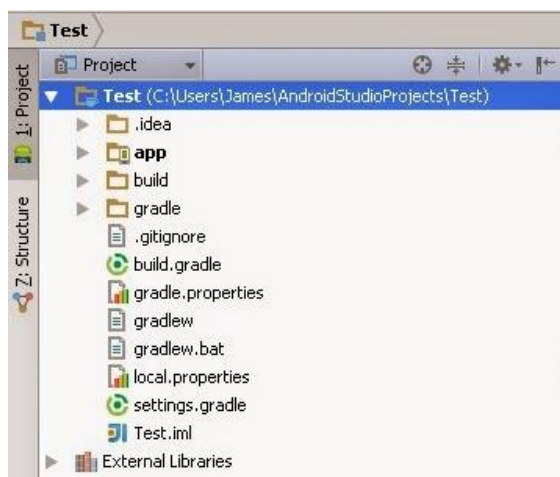 Test
Project
1: Project
Test (C:\Users\James\AndroidStudioProjects\Test)
.idea
app
build
gradle
.gitignore
build.gradle
gradle.properties
gradlew
gradlew.bat
local.properties
settings.gradle
Test.iml
External Libraries
7: Structure